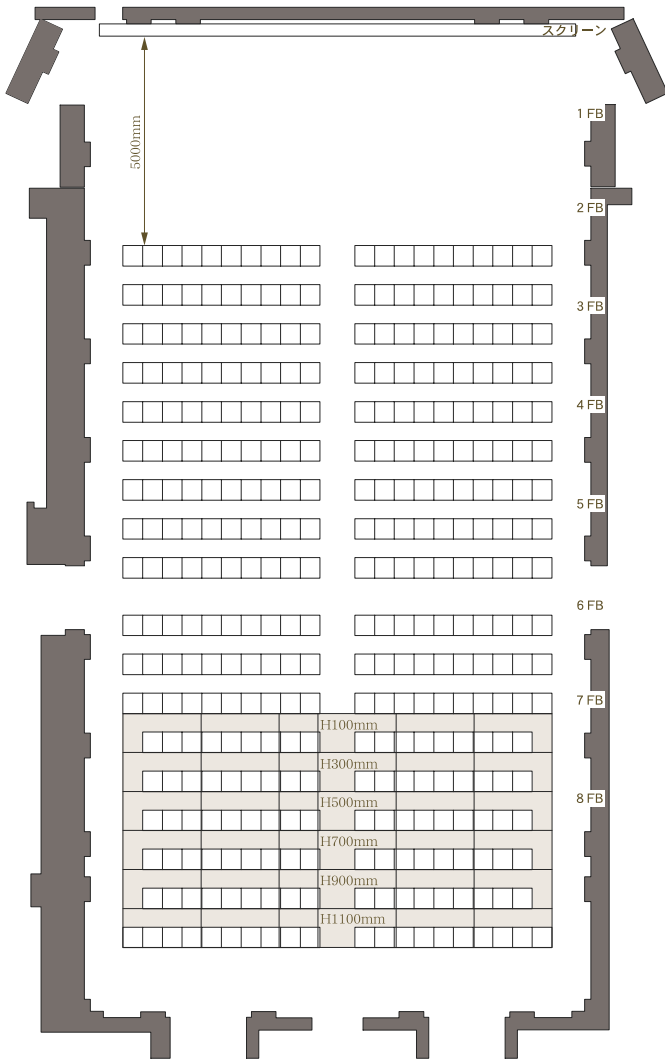 スクリーン
5000mm
1 FB
2 FB
3 FB
4 FB
5 FB
6 FB
7 FB
H100mm
H300mm
8 FB
H500mm
H700mm
H900mm
H1100mm